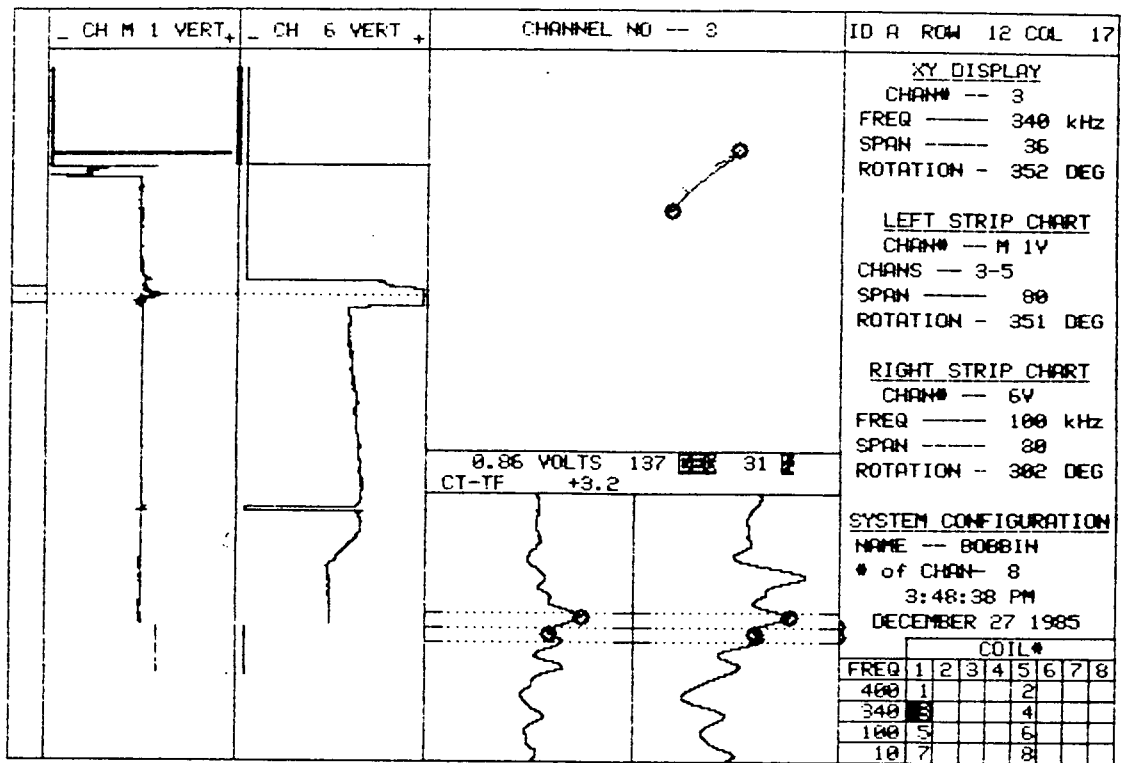 _ CH M 1 VERT +
_ CH 6 VERT +
CHANNEL NO -- 3
ID A ROW 12 COL 17
XY DISPLAY
CHAN# -- 3
FREQ ---- 340 kHz
SPAN ----- 36
ROTATION - 352 DEG
LEFT STRIP CHART
CHAN# -- M 1V
CHANS -- 3-5
SPAN ----- 80
ROTATION - 351 DEG
RIGHT STRIP CHART
CHAN# -- 6V
FREQ ---- 100 kHz
SPAN ----- 80
ROTATION - 302 DEG
0.86 VOLTS 137 31
CT-TF +3.2
SYSTEM CONFIGURATION
NAME -- BOBBIN
# of CHAN- 8
3:48:38 PM
DECEMBER 27 1985
COIL#
FREQ 1 2 3 4 5 6 7 8
400 1 2
340 3 4
100 5 6
10 7 8